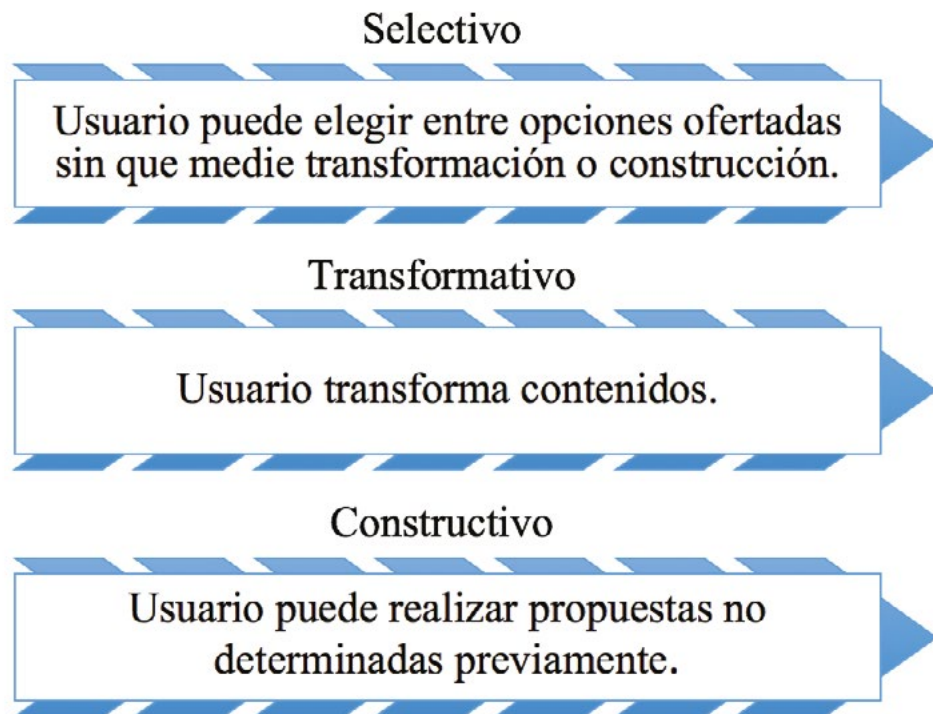 Selectivo
Usuario puede elegir entre opciones ofertadas
sin que medie transformación o construcción.
Transformativo
Usuario transforma contenidos.
Constructivo
Usuario puede realizar propuestas no
determinadas previamente.